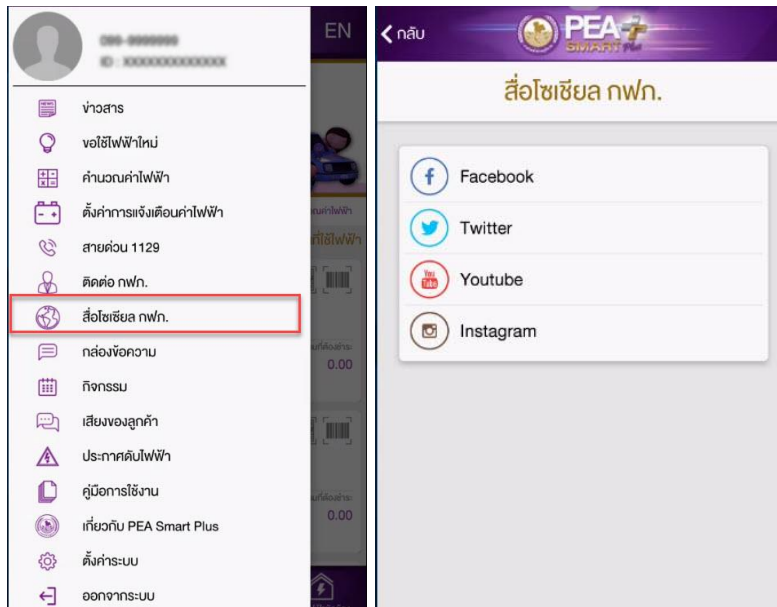 EN
ข่าวสาร
ขอใช้ไฟฟ้าใหม่
คำนวณค่าไฟฟ้า
ตั้งค่าการแจ้งเตือนค่าไฟฟ้า
สายด่วน 1129
ติดต่อ กฟภ.
สื่อโซเชียล กฟภ.
กล่องข้อความ
กิจกรรม
เสียงของลูกค้า
ประกาศดับไฟฟ้า
คู่มือการใช้งาน
เกี่ยวกับ PEA Smart Plus
ตั้งค่าระบบ
ออกจากระบบ
0.00
0.00
กลับ
PEA
SMART Plus
สื่อโซเชียล กฟภ.
Facebook
Twitter
You Tube
Youtube
Instagram